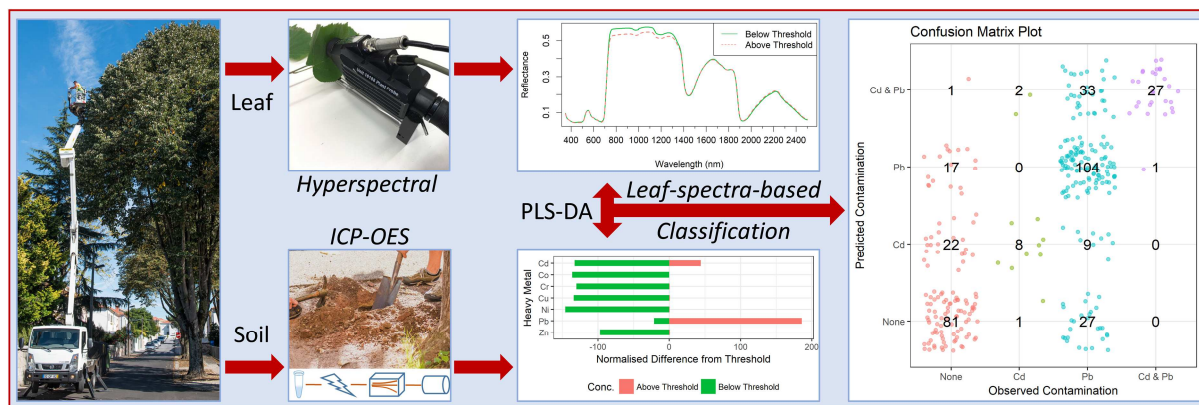 Leaf
Hyperspectral
Soil
ICP-OES
Reflectance
0.5
0.3
0.1
Below Threshold
Above Threshold
400 600 800 1000 1200 1400 1600 1800 2000 2200 2400
Wavelength (nm)
PLS-DA
Leaf-spectra-based
Classification
Heavy Metal
Cd
Co
Cr
Cu
Ni
Pb
Zn
-100 0 100 200
Normalised Difference from Threshold
Conc. Above Threshold Below Threshold
Confusion Matrix Plot
Predicted Contamination
Cd & Pb 1 2 33 27
Pb 17 0 104 1
Cd 22 8 9 0
None 81 1 27 0
None Cd Pb Cd & Pb
Observed Contamination